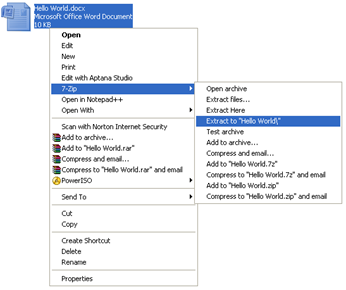 Hello World.docx
Microsoft Office Word Document
10 KB
Open
Edit
New
Print
Edit with Aptana Studio
7-Zip
Open in Notepad++
Open With
Scan with Norton Internet Security
Add to archive...
Add to "Hello World.rar"
Compress and email...
Compress to "Hello World.rar" and email
PowerISO
Send To
Cut
Copy
Create Shortcut
Delete
Rename
Properties
Open archive
Extract files...
Extract Here
Extract to "Hello World\"
Test archive
Add to archive...
Compress and email...
Add to "Hello World.7z"
Compress to "Hello World.7z" and email
Add to "Hello World.zip"
Compress to "Hello World.zip" and email